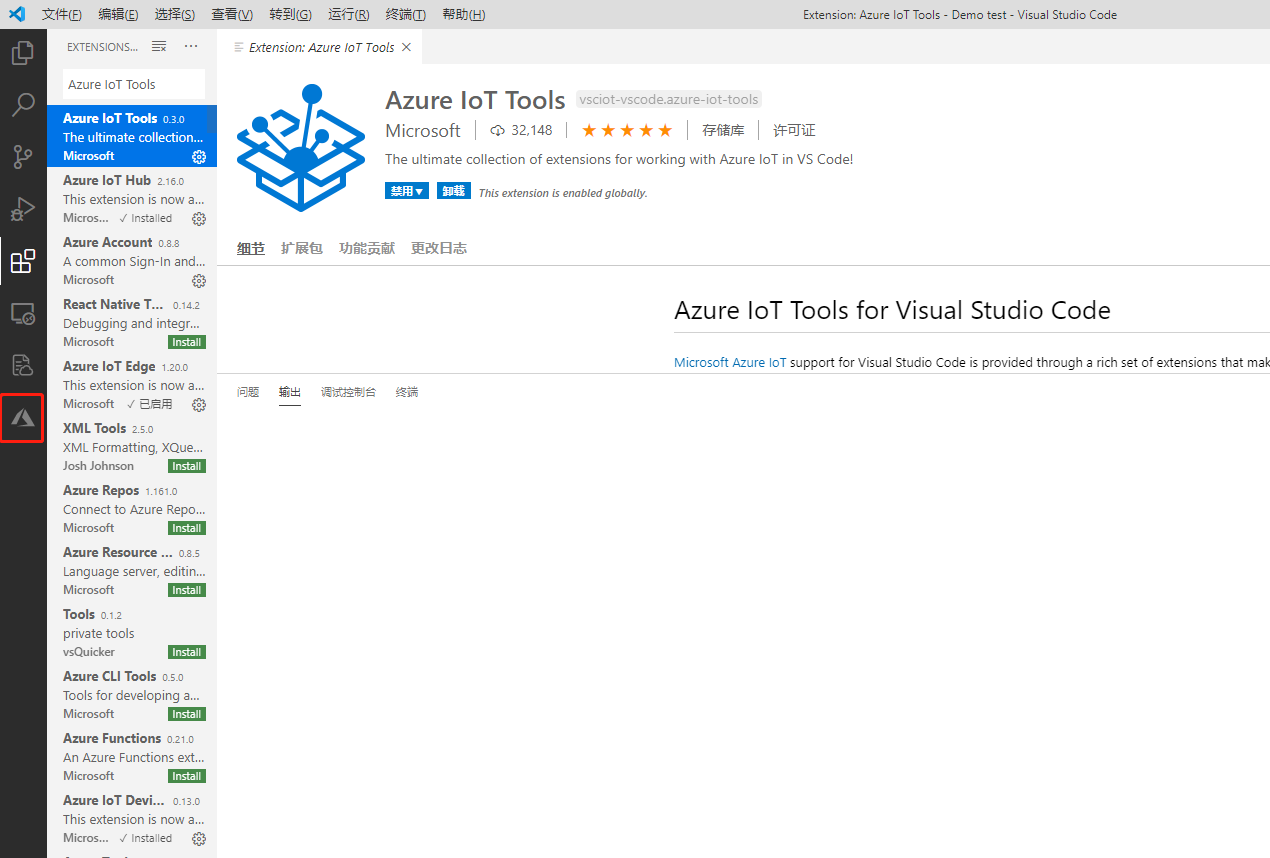 文件(F) 编辑(E) 选择(S) 查看(V) 转到(G) 运行(R) 终端(T) 帮助(H) Extension: Azure IoT Tools - Demo test - Visual Studio Code
EXTENSIONS...
Azure IoT Tools
Azure IoT Tools 0.3.0
The ultimate collection...
Microsoft
Azure IoT Hub 2.16.0
This extension is now a...
Micros... ✓ Installed
Azure Account 0.8.8
A common Sign-In and...
Microsoft
React Native T... 0.14.2
Debugging and integr...
Microsoft Install
Azure IoT Edge 1.20.0
This extension is now a...
Microsoft ✓ 已启用
XML Tools 2.5.0
XML Formatting, XQue...
Josh Johnson Install
Azure Repos 1.161.0
Connect to Azure Repo...
Microsoft Install
Azure Resource ... 0.8.5
Language server, editin...
Microsoft Install
Tools 0.1.2
private tools
vsQuicker Install
Azure CLI Tools 0.5.0
Tools for developing a...
Microsoft Install
Azure Functions 0.21.0
An Azure Functions ext...
Microsoft Install
Azure IoT Devi... 0.13.0
This extension is now a...
Micros... ✓ Installed
Extension: Azure IoT Tools
Azure IoT Tools vsciot-vscode.azure-iot-tools
Microsoft 32,148 ★★★★★ 存储库 许可证
The ultimate collection of extensions for working with Azure IoT in VS Code!
禁用▼ 卸载 This extension is enabled globally.
细节 扩展包 功能贡献 更改日志
Azure IoT Tools for Visual Studio Code
Microsoft Azure IoT support for Visual Studio Code is provided through a rich set of extensions that mak
问题 输出 调试控制台 终端